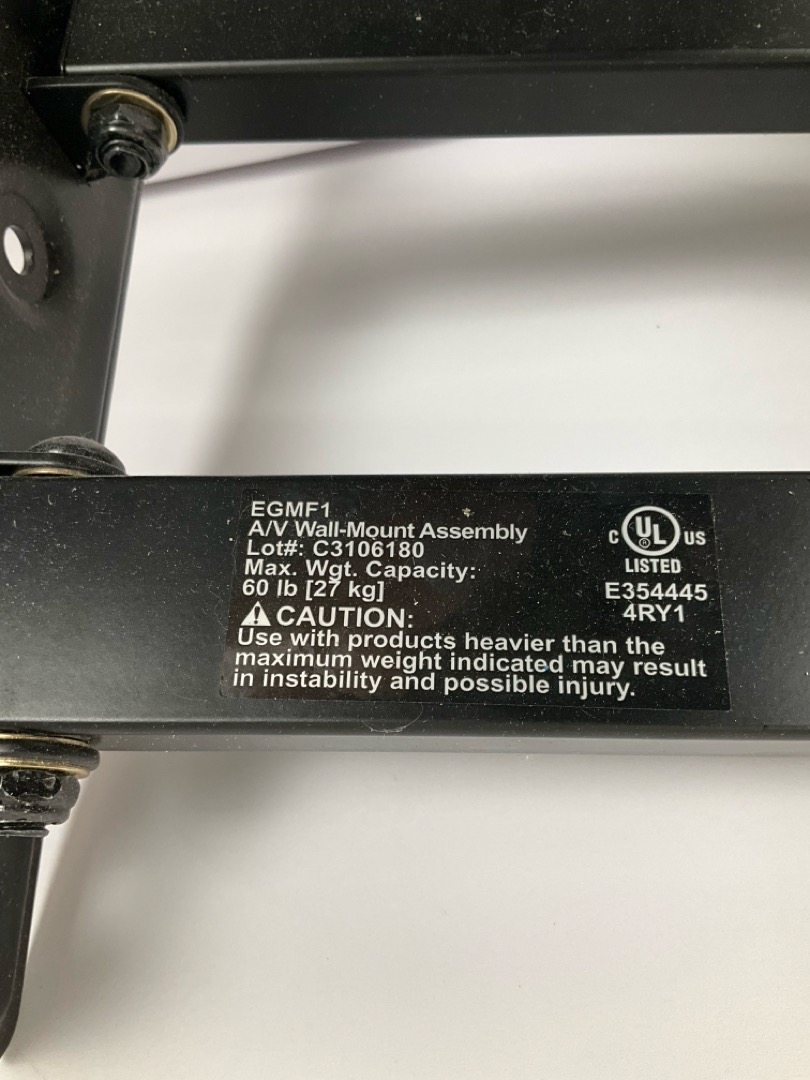 EGMF1
A/V Wall-Mount Assembly
Lot#: C3106180
Max. Wgt. Capacity:
60 lb [27 kg]
⚠ CAUTION:
Use with products heavier than the
maximum weight indicated may result
in instability and possible injury.
C UL ® US
LISTED
E354445
4RY1